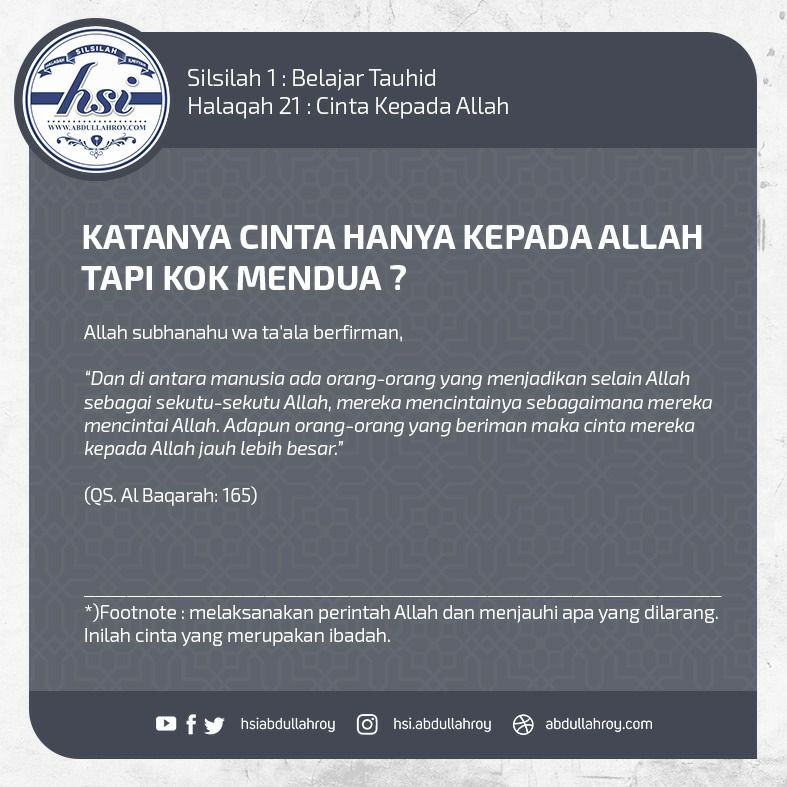 HALAQAH SILSILAH ILMIYAH
hsi
WWW.ABDULLAHROY.COM
Silsilah 1 : Belajar Tauhid
Halaqah 21 : Cinta Kepada Allah
KATANYA CINTA HANYA KEPADA ALLAH
TAPI KOK MENDUA ?
Allah subhanahu wa ta'ala berfirman,
“Dan di antara manusia ada orang-orang yang menjadikan selain Allah
sebagai sekutu-sekutu Allah, mereka mencintainya sebagaimana mereka
mencintai Allah. Adapun orang-orang yang beriman maka cinta mereka
kepada Allah jauh lebih besar.”
(QS. Al Baqarah: 165)
*)Footnote : melaksanakan perintah Allah dan menjauhi apa yang dilarang.
Inilah cinta yang merupakan ibadah.
hsiabdullahroy hsi.abdullahroy abdullahroy.com